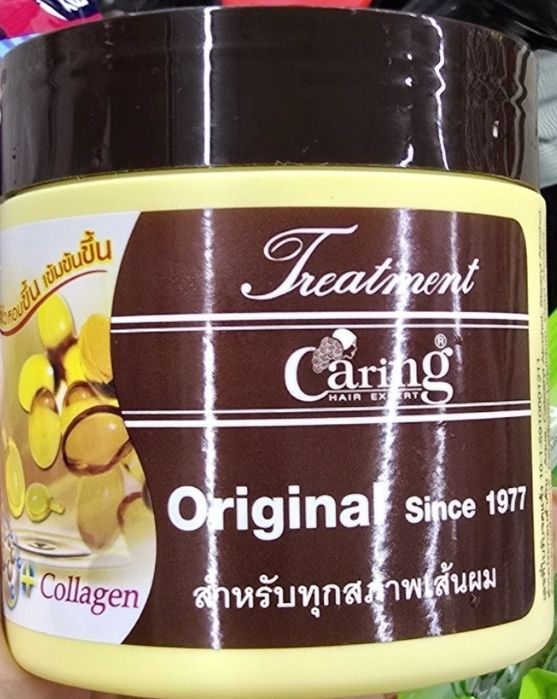 เข้มข้นขึ้น
Treatment
Caring®
HAIR EXPERT
Original Since 1977
+ Collagen
สำหรับทุกสภาพเส้นผม